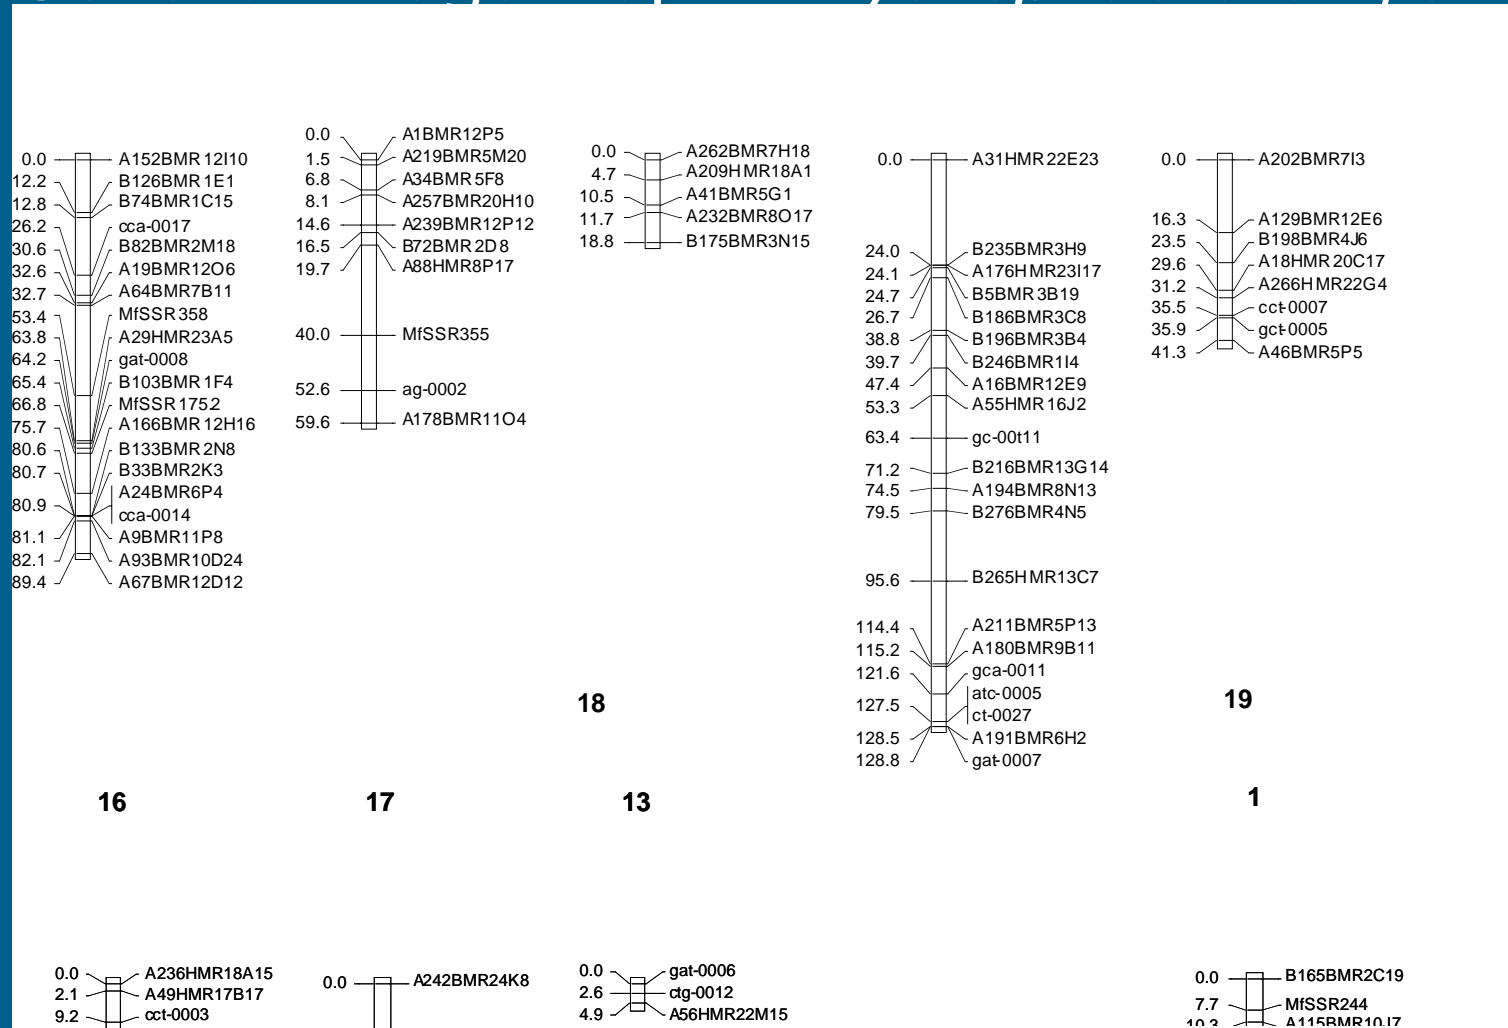 0.0 A152BMR12I10
12.2 B126BMR1E1
12.8 B74BMR1C15
26.2 cca-0017
30.6 B82BMR2M18
32.6 A19BMR12O6
32.7 A64BMR7B11
53.4 MfSSR358
63.8 A29HMR23A5
64.2 gat-0008
65.4 B103BMR1F4
66.8 MfSSR1752
75.7 A166BMR12H16
80.6 B133BMR2N8
80.7 B33BMR2K3
A24BMR6P4
80.9
cca-0014
81.1 A9BMR11P8
82.1 A93BMR10D24
89.4 A67BMR12D12
0.0 A1BMR12P5
1.5 A219BMR5M20
6.8 A34BMR5F8
8.1 A257BMR20H10
14.6 A239BMR12P12
16.5 B72BMR2D8
19.7 A88HMR8P17
40.0 MfSSR355
52.6 ag-0002
59.6 A178BMR11O4
0.0 A262BMR7H18
4.7 A209HMR18A1
10.5 A41BMR5G1
11.7 A232BMR8O17
18.8 B175BMR3N15
0.0 A31HMR22E23
24.0 B235BMR3H9
24.1 A176HMR23I17
24.7 B5BMR3B19
26.7 B186BMR3C8
38.8 B196BMR3B4
39.7 B246BMR1I4
47.4 A16BMR12E9
53.3 A55HMR16J2
63.4 gc-00t11
71.2 B216BMR13G14
74.5 A194BMR8N13
79.5 B276BMR4N5
95.6 B265HMR13C7
114.4 A211BMR5P13
115.2 A180BMR9B11
121.6 gca-0011
atc-0005
127.5
ct-0027
128.5 A191BMR6H2
128.8 gat-0007
0.0 A202BMR7I3
16.3 A129BMR12E6
23.5 B198BMR4J6
29.6 A18HMR20C17
31.2 A266HMR22G4
35.5 cct-0007
35.9 gct-0005
41.3 A46BMR5P5
18
19
16
17
13
1
0.0 A236HMR18A15
2.1 A49HMR17B17
9.2 cct-0003
0.0 A242BMR24K8
0.0 gat-0006
2.6 ctg-0012
4.9 A56HMR22M15
0.0 B165BMR2C19
7.7 MfSSR244
10.3 A115BMR10J7